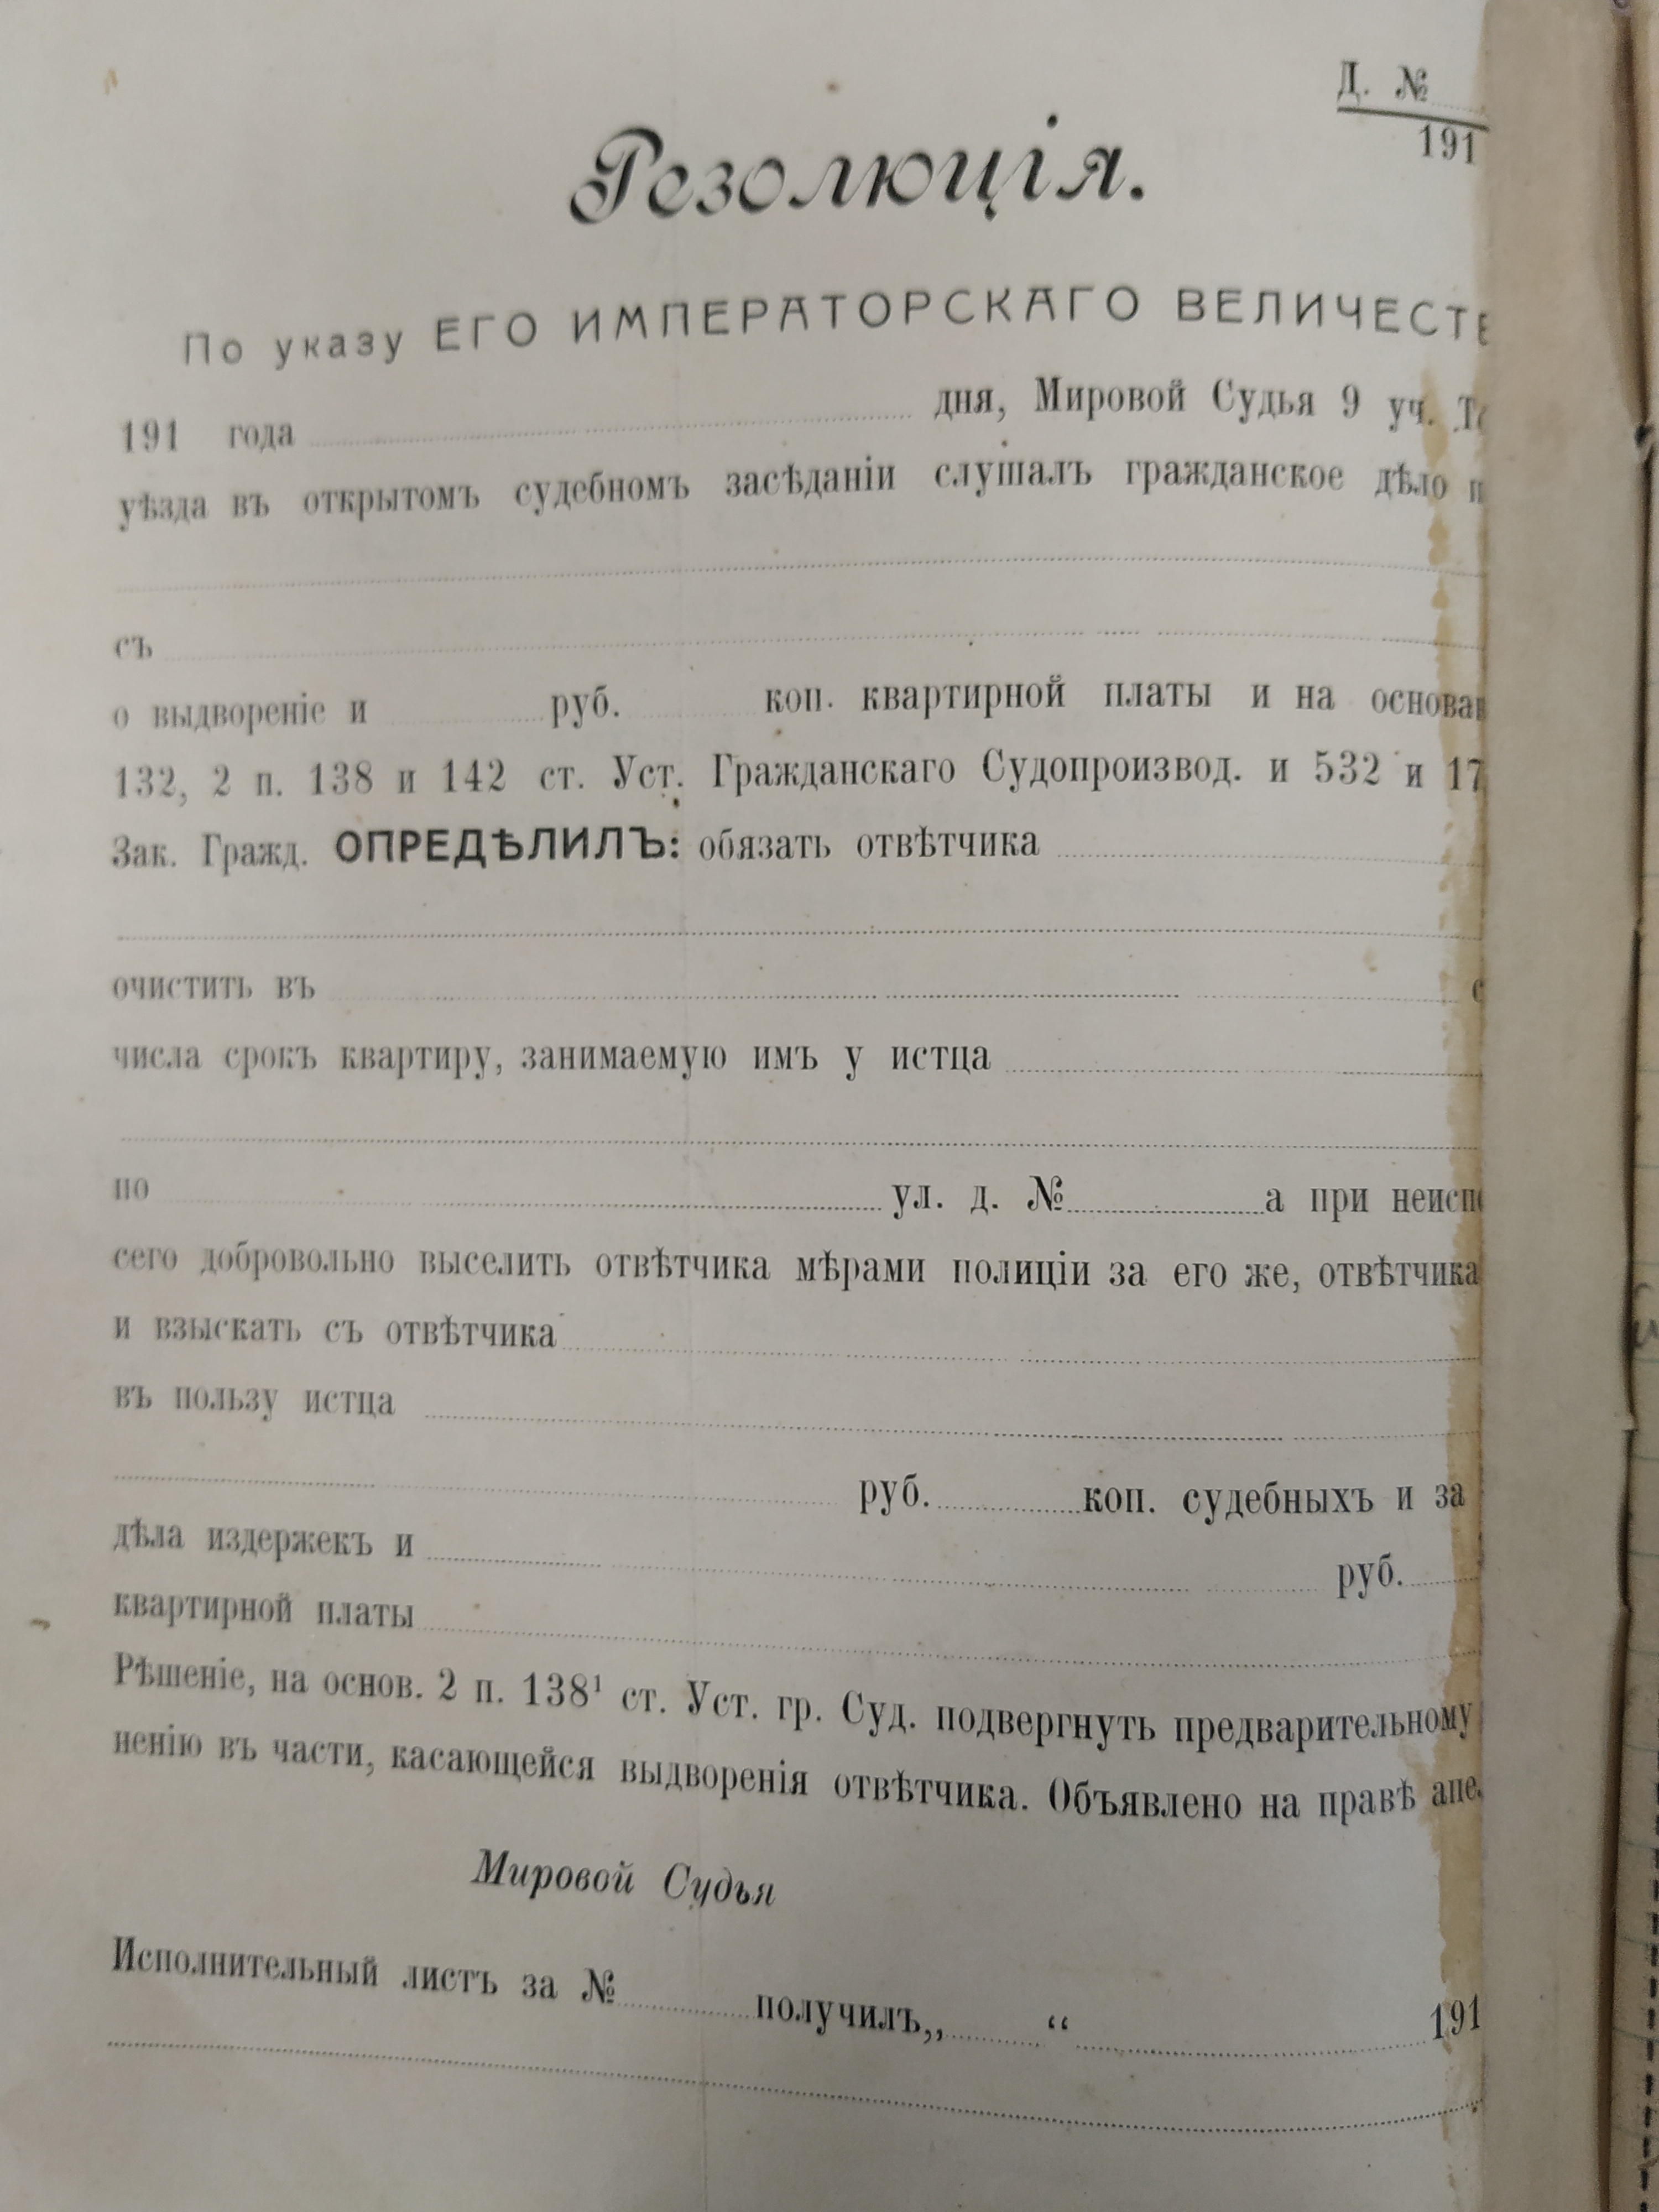 Д. №
191
Резолюція.
По указу ЕГО ИМПЕРАТОРСКАГО ВЕЛИЧЕСТВ
191 года дня, Мировой Судья 9 уч.
уѣзда въ открытомъ судебномъ засѣданіи слушалъ гражданское дѣло
съ
о выдвореніе и руб. коп. квартирной платы и на основан
132, 2 п. 138 и 142 ст. Уст. Гражданскаго Судопроизвод. и 532 и 17
Зак. Гражд. ОПРЕДѢЛИЛЪ: обязать отвѣтчика
очистить въ с
числа срокъ квартиру, занимаемую имъ у истца
по ул. д. № а при неисп
сего добровольно выселить отвѣтчика мѣрами полиціи за его же, отвѣтчика
и взыскать съ отвѣтчика
въ пользу истца
руб. коп. судебныхъ и за
дѣла издержекъ и руб.
квартирной платы
Рѣшеніе, на основ. 2 п. 138¹ ст. Уст. гр. Суд. подвергнуть предварительному
ненію въ части, касающейся выдворенія отвѣтчика. Объявлено на правѣ апе
Мировой Судья
Исполнительный листъ за № получилъ „ “ 191